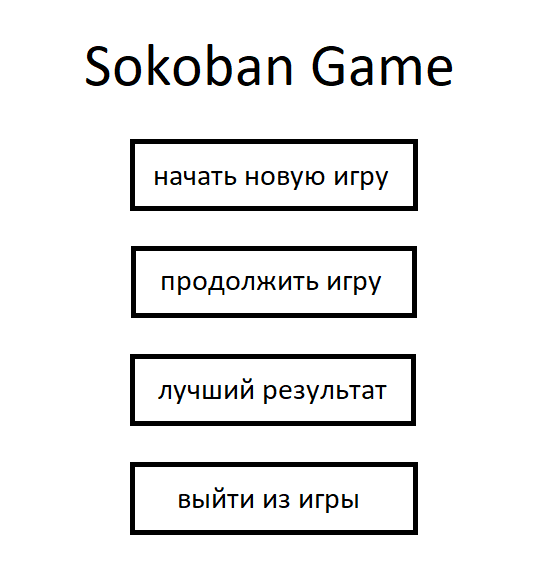 Sokoban Game
начать новую игру
продолжить игру
лучший результат
выйти из игры